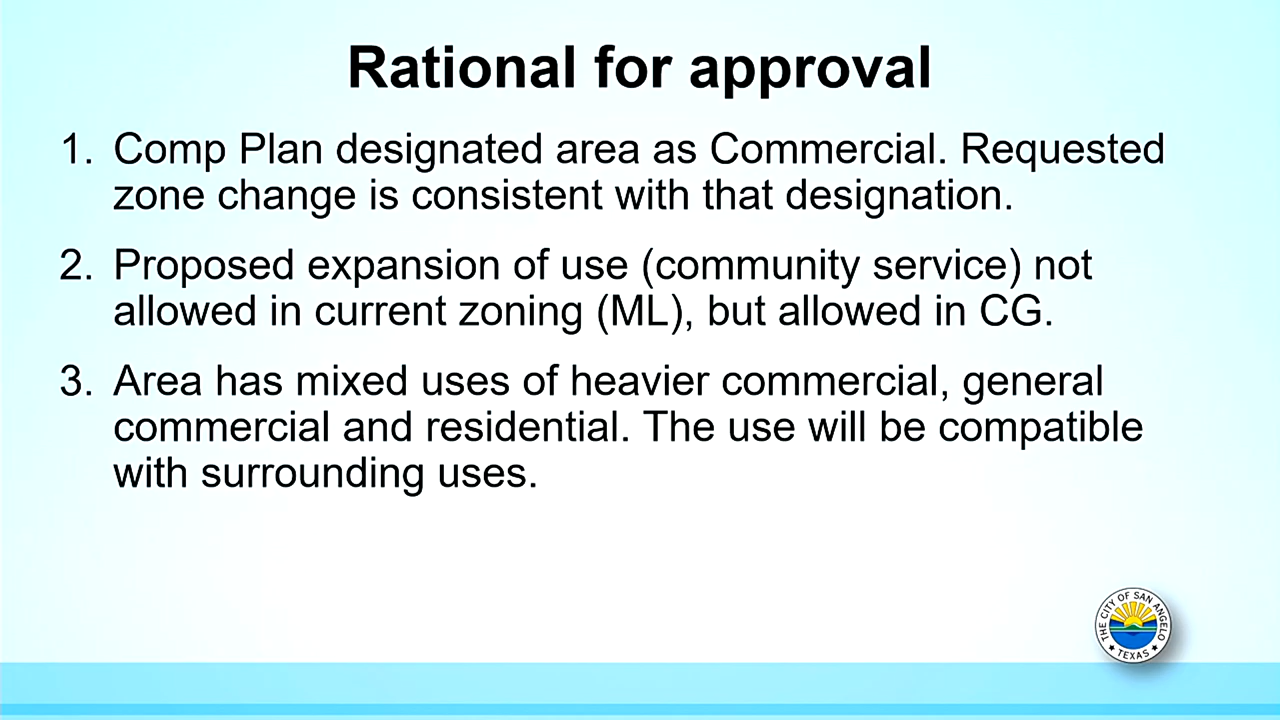 Rational for approval
1. Comp Plan designated area as Commercial. Requested
zone change is consistent with that designation.
2. Proposed expansion of use (community service) not
allowed in current zoning (ML), but allowed in CG.
3. Area has mixed uses of heavier commercial, general
commercial and residential. The use will be compatible
with surrounding uses.
THE CITY OF SAN ANGELO
TEXAS